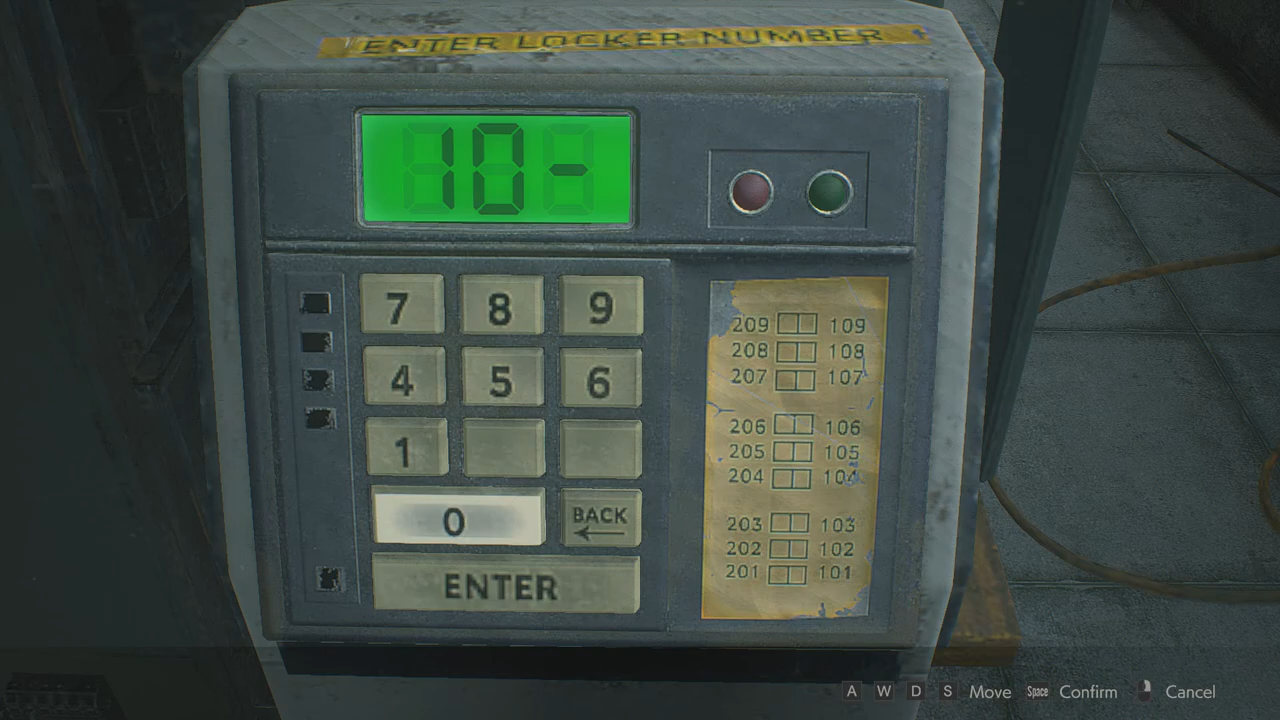 ENTER LOCKER NUMBER
10-
7 8 9
4 5 6
1
0 BACK
ENTER
209 109
208 108
207 107
206 106
205 105
204 104
203 103
202 102
201 101
A W D S Move Space Confirm Cancel